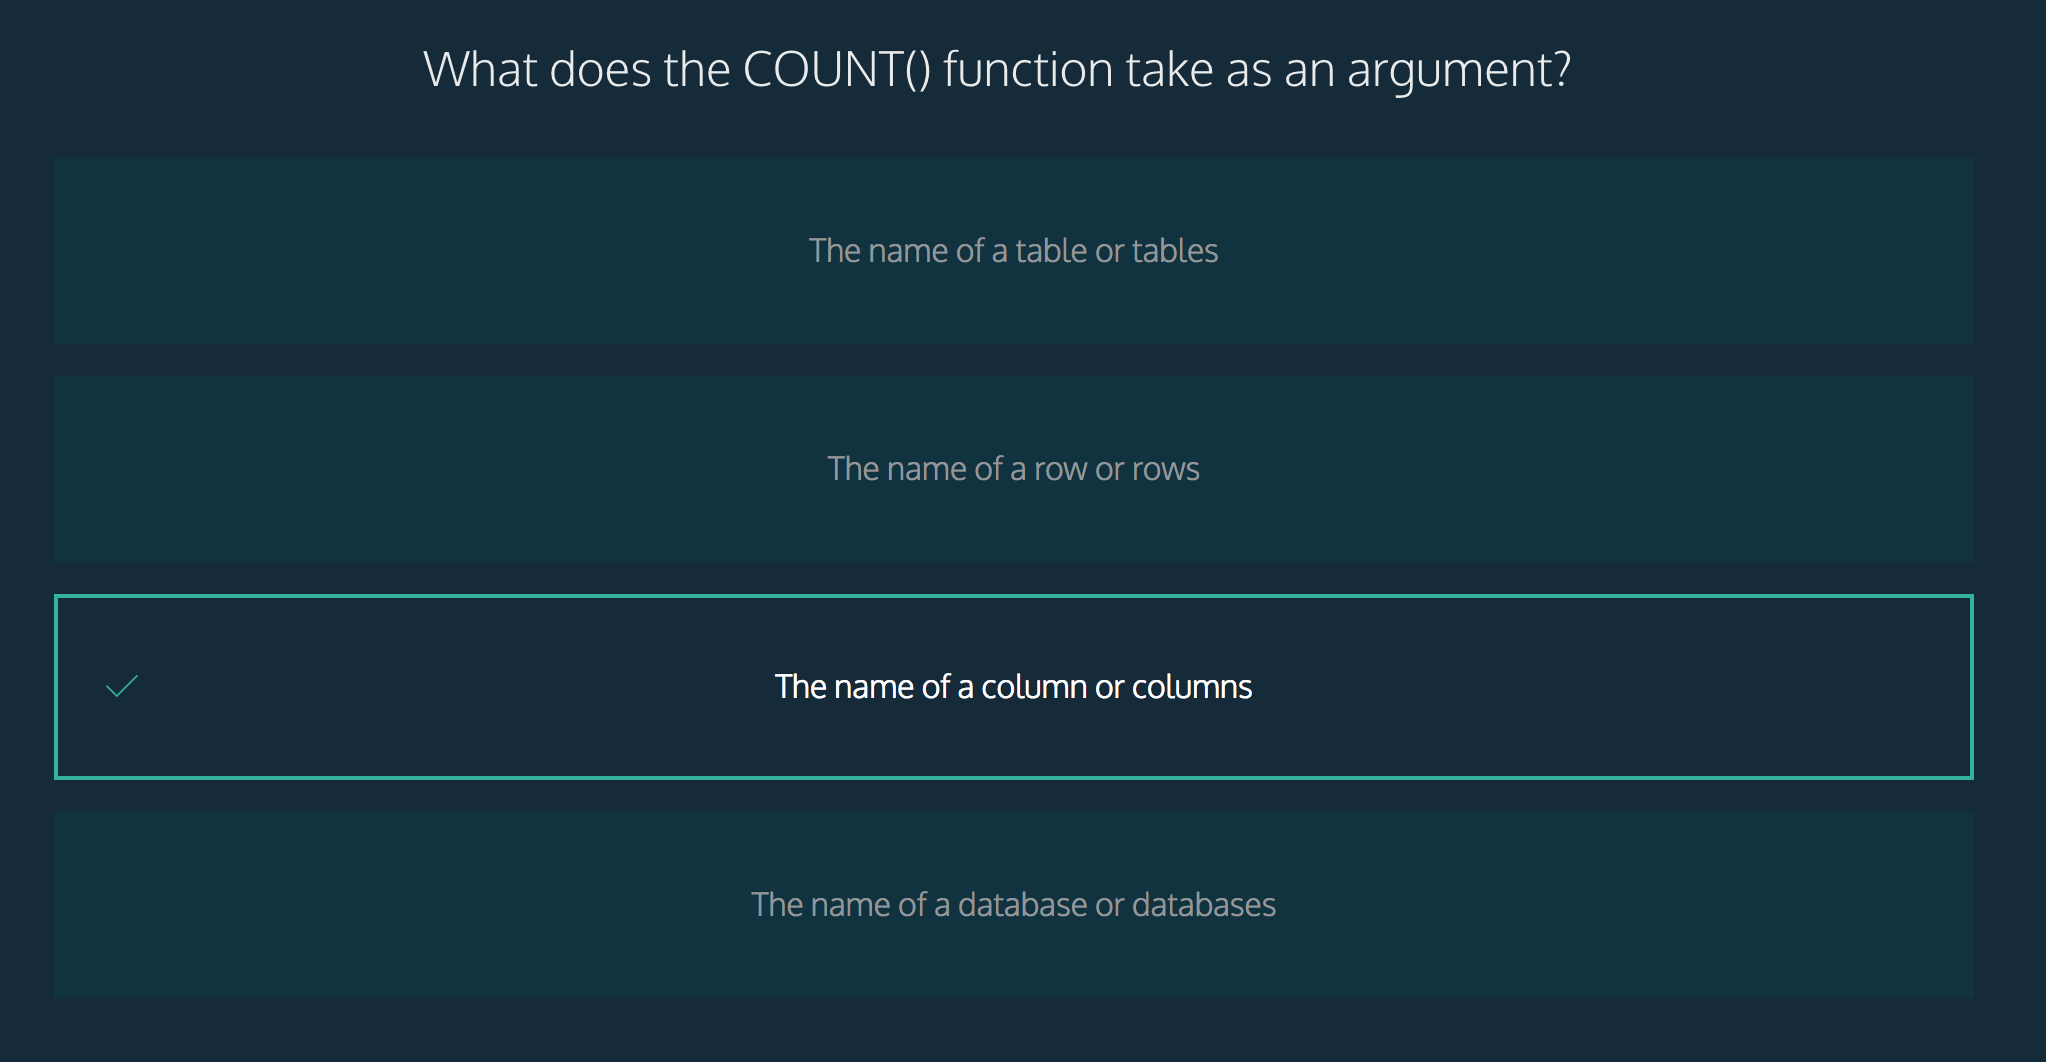 What does the COUNT() function take as an argument?
The name of a table or tables
The name of a row or rows
The name of a column or columns
The name of a database or databases